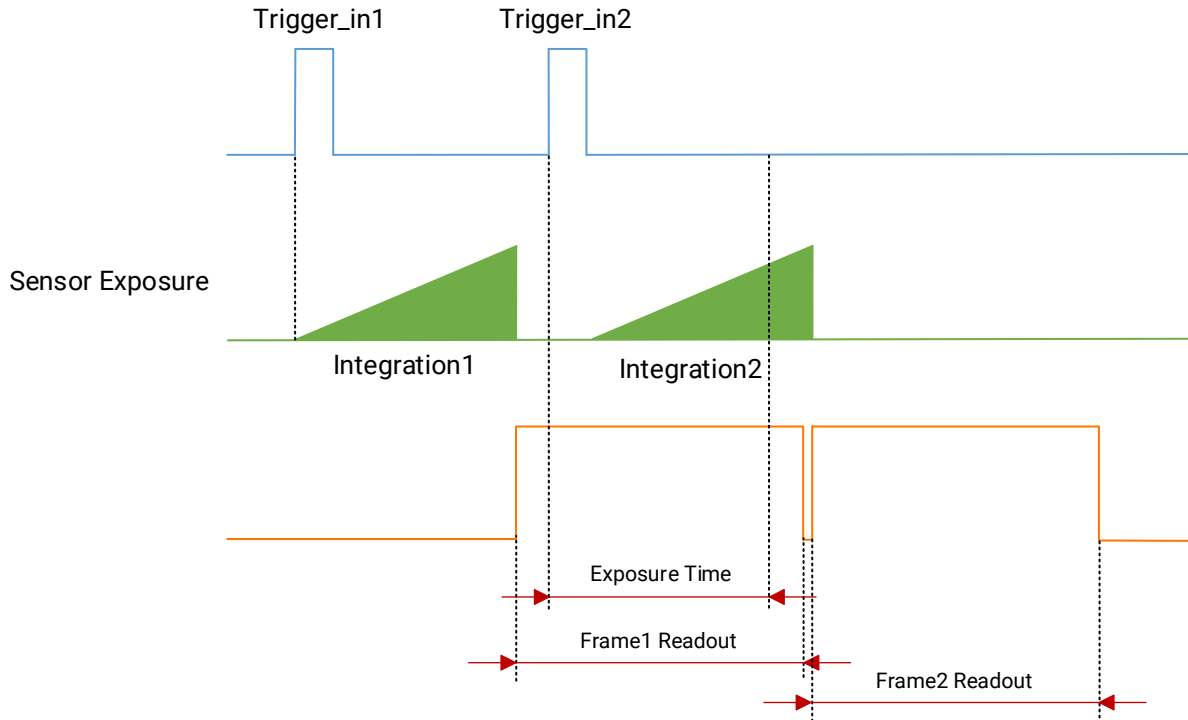 Trigger_in1
Trigger_in2
Sensor Exposure
Integration1
Integration2
Exposure Time
Frame1 Readout
Frame2 Readout